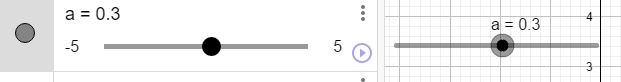 a = 0.3
-5
5
a = 0.3
4
3